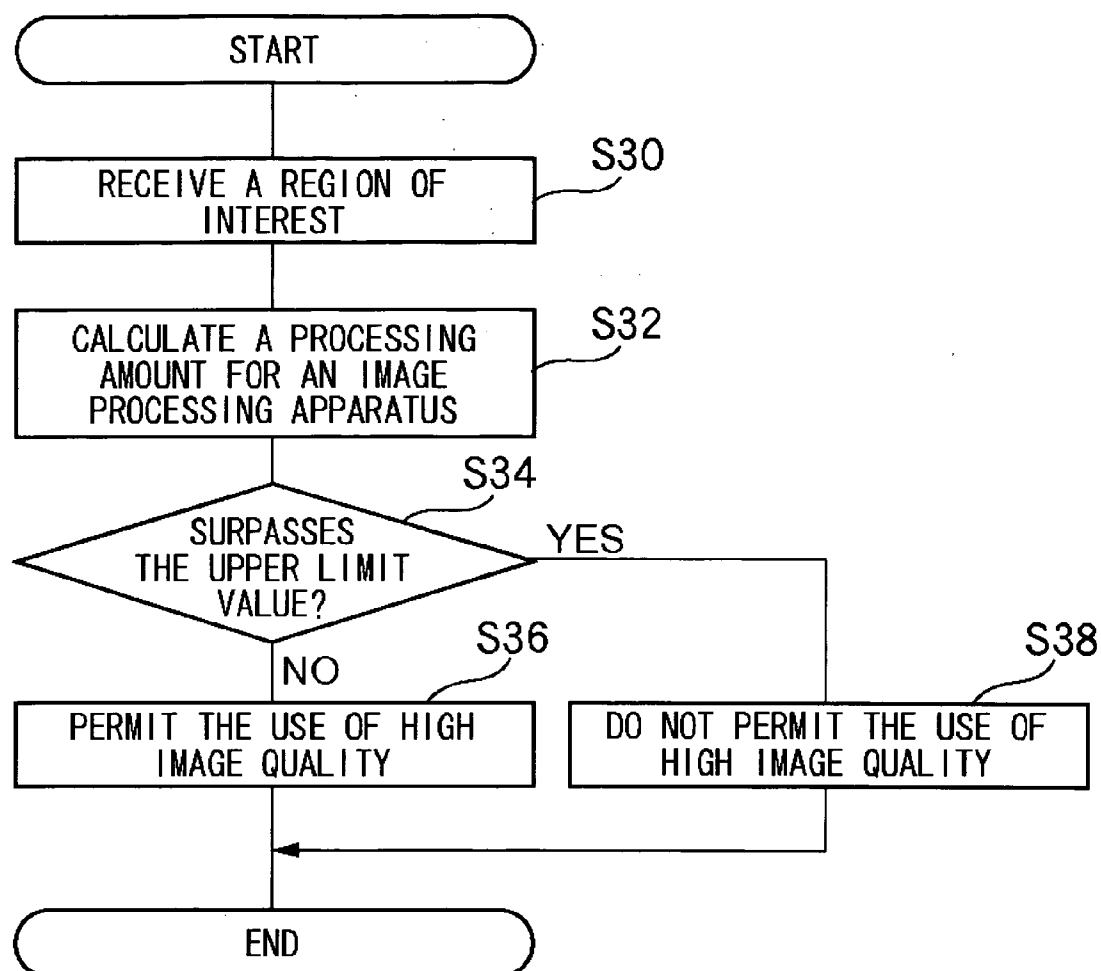 START
S30
RECEIVE A REGION OF
INTEREST
S32
CALCULATE A PROCESSING
AMOUNT FOR AN IMAGE
PROCESSING APPARATUS
S34
SURPASSES
THE UPPER LIMIT
VALUE?
YES
NO
S36
PERMIT THE USE OF HIGH
IMAGE QUALITY
S38
DO NOT PERMIT THE USE OF
HIGH IMAGE QUALITY
END